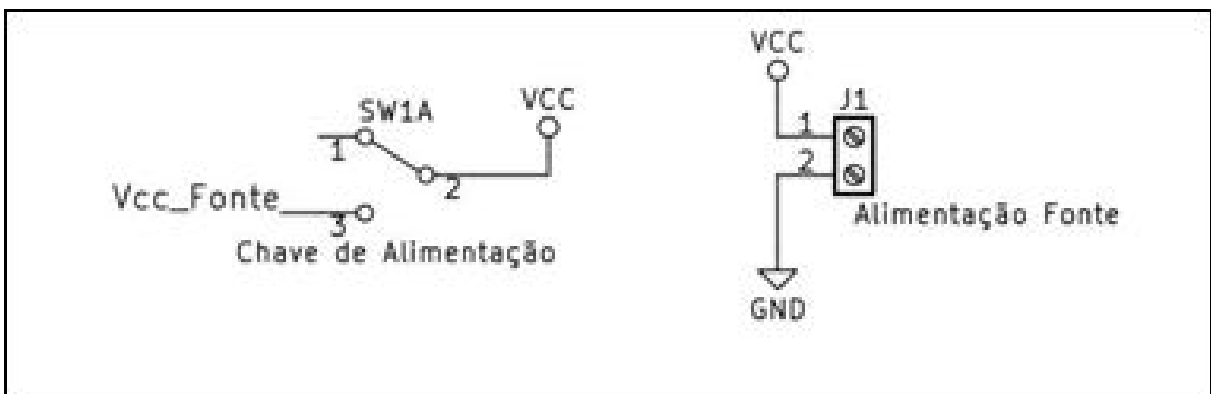 SW1A
VCC
1
2
Vcc_Fonte
3
Chave de Alimentação
VCC
J1
1
2
Alimentação Fonte
GND